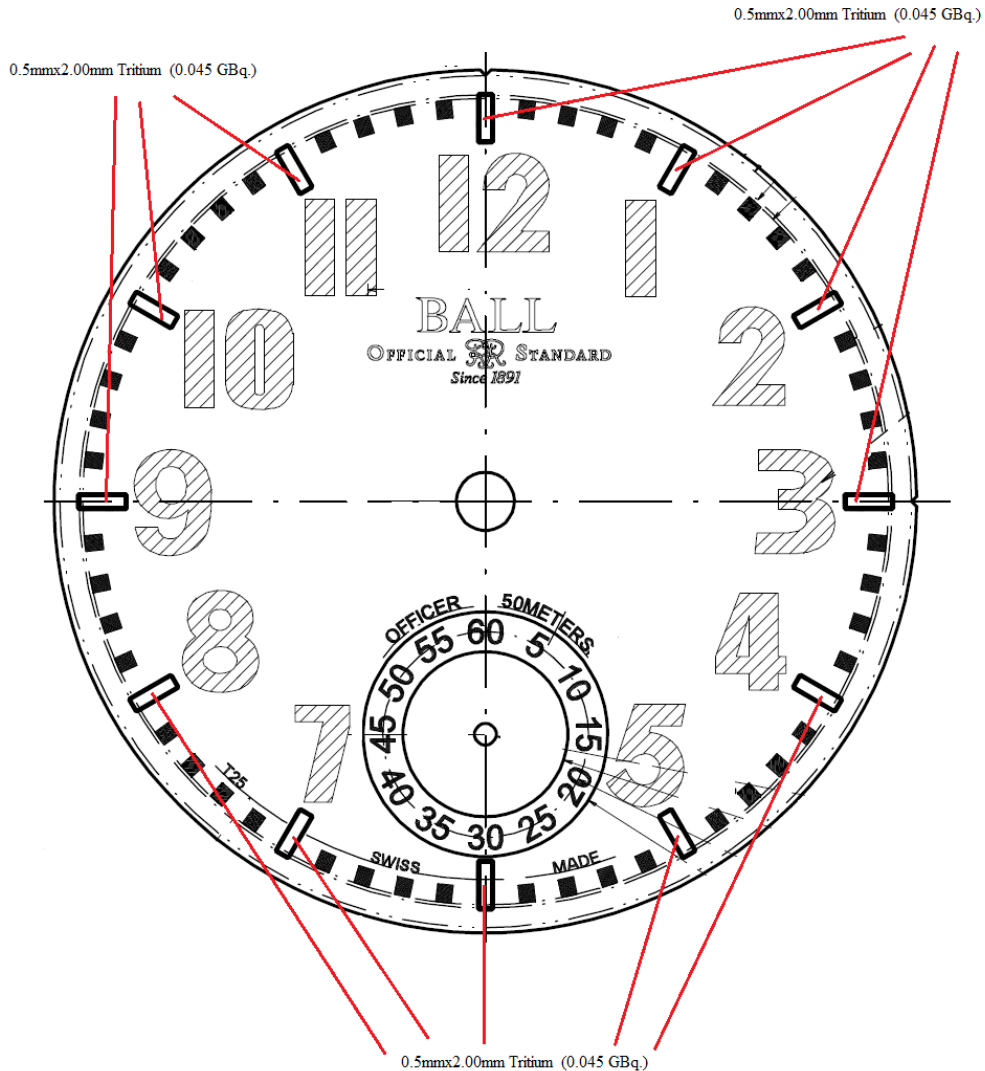 0.5mmx2.00mm Tritium (0.045 GBq.)
0.5mmx2.00mm Tritium (0.045 GBq.)
12
11
1
10
2
BALL
OFFICIAL RR STANDARD
Since 1891
9
3
8
4
OFFICER 50METERS.
60
55
5
50
10
45
15
40
20
35
25
30
7
5
T25
SWISS MADE
0.5mmx2.00mm Tritium (0.045 GBq.)